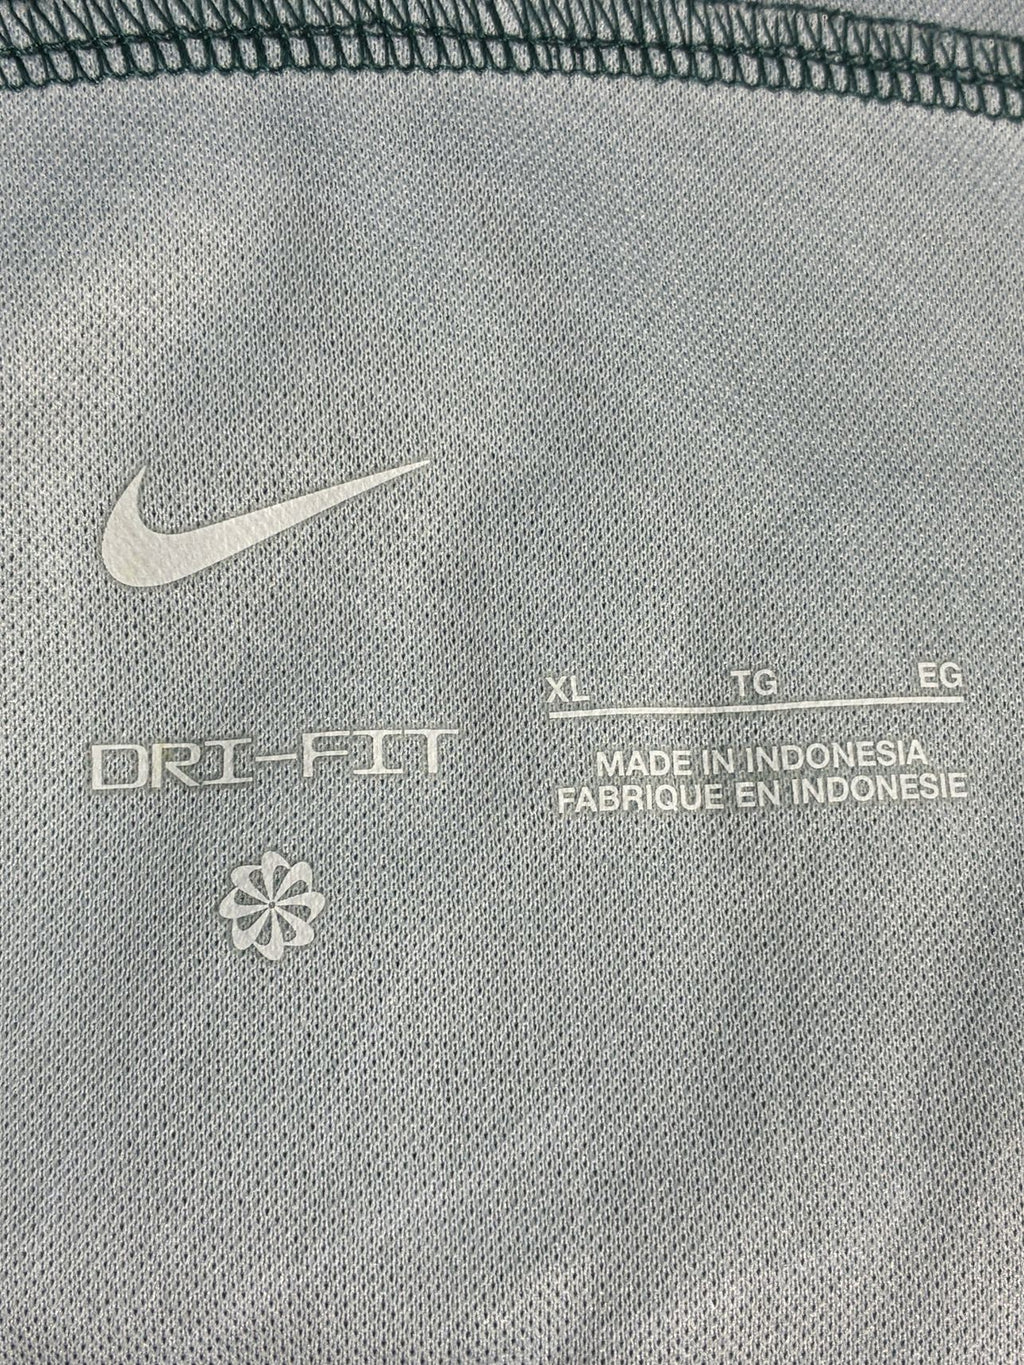 XL TG EG
DRI-FIT
MADE IN INDONESIA
FABRIQUE EN INDONESIE